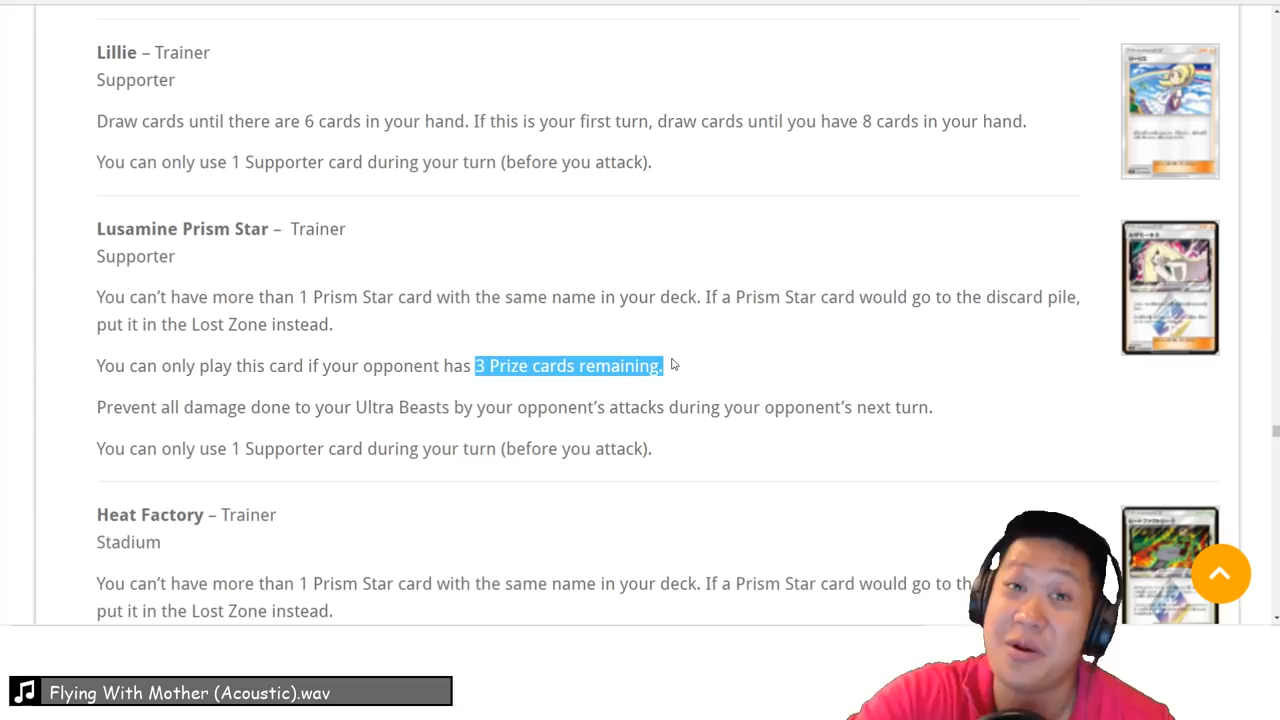 Lillie – Trainer
Supporter
Draw cards until there are 6 cards in your hand. If this is your first turn, draw cards until you have 8 cards in your hand.
You can only use 1 Supporter card during your turn (before you attack).
Lusamine Prism Star –  Trainer
Supporter
You can’t have more than 1 Prism Star card with the same name in your deck. If a Prism Star card would go to the discard pile,
put it in the Lost Zone instead.
You can only play this card if your opponent has 3 Prize cards remaining.
Prevent all damage done to your Ultra Beasts by your opponent’s attacks during your opponent’s next turn.
You can only use 1 Supporter card during your turn (before you attack).
Heat Factory – Trainer
Stadium
You can’t have more than 1 Prism Star card with the same name in your deck. If a Prism Star card would go to
put it in the Lost Zone instead.
Flying With Mother (Acoustic).wav